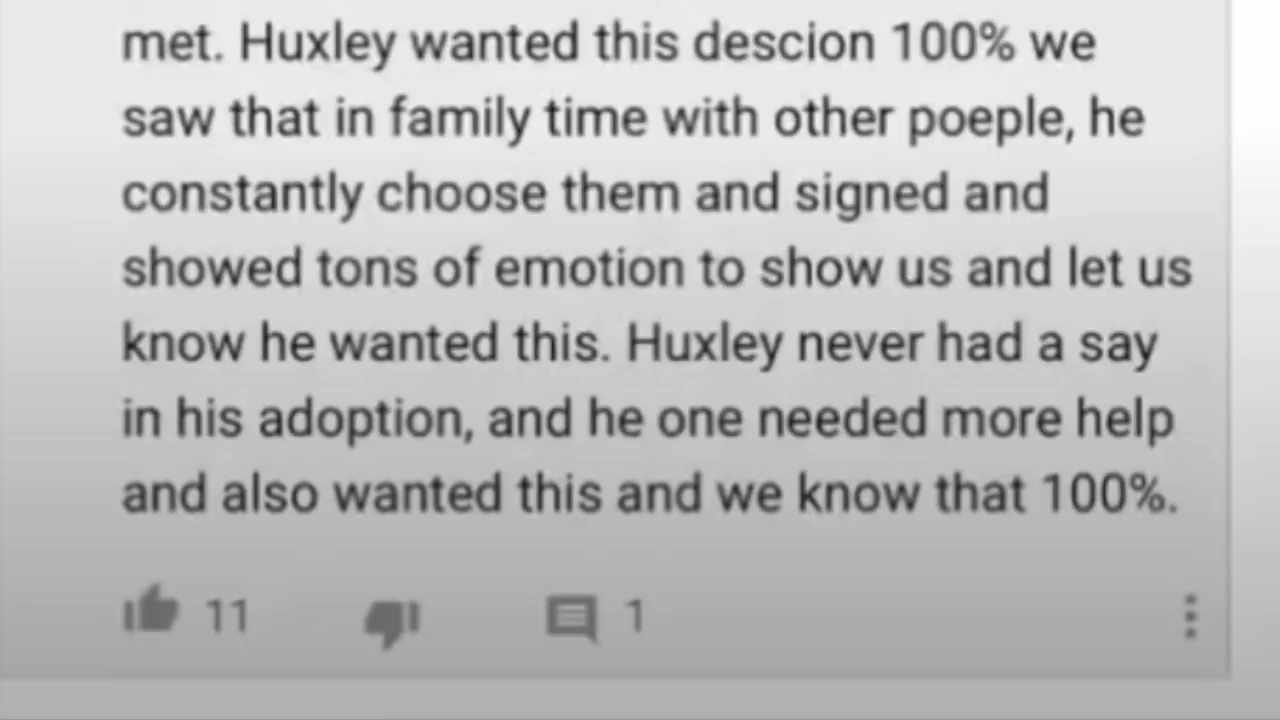 met. Huxley wanted this descion 100% we
saw that in family time with other poeple, he
constantly choose them and signed and
showed tons of emotion to show us and let us
know he wanted this. Huxley never had a say
in his adoption, and he one needed more help
and also wanted this and we know that 100%.
11 1